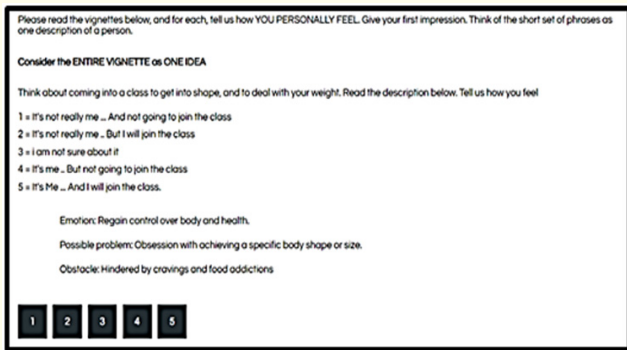 Please read the vignettes below, and for each, tell us how YOU PERSONALLY FEEL. Give your first impression. Think of the short set of phrases as
one description of a person.
Consider the ENTIRE VIGNETTE as ONE IDEA
Think about coming into a class to get into shape, and to deal with your weight. Read the description below. Tell us how you feel
1 = It's not really me ... And not going to join the class
2 = It's not really me .. But I will join the class
3 = i am not sure about it
4 = It's me .. But not going to join the class
5 = It's Me ... And I will join the class.
Emotion: Regain control over body and health.
Possible problem: Obsession with achieving a specific body shape or size.
Obstacle: Hindered by cravings and food addictions
1 2 3 4 5